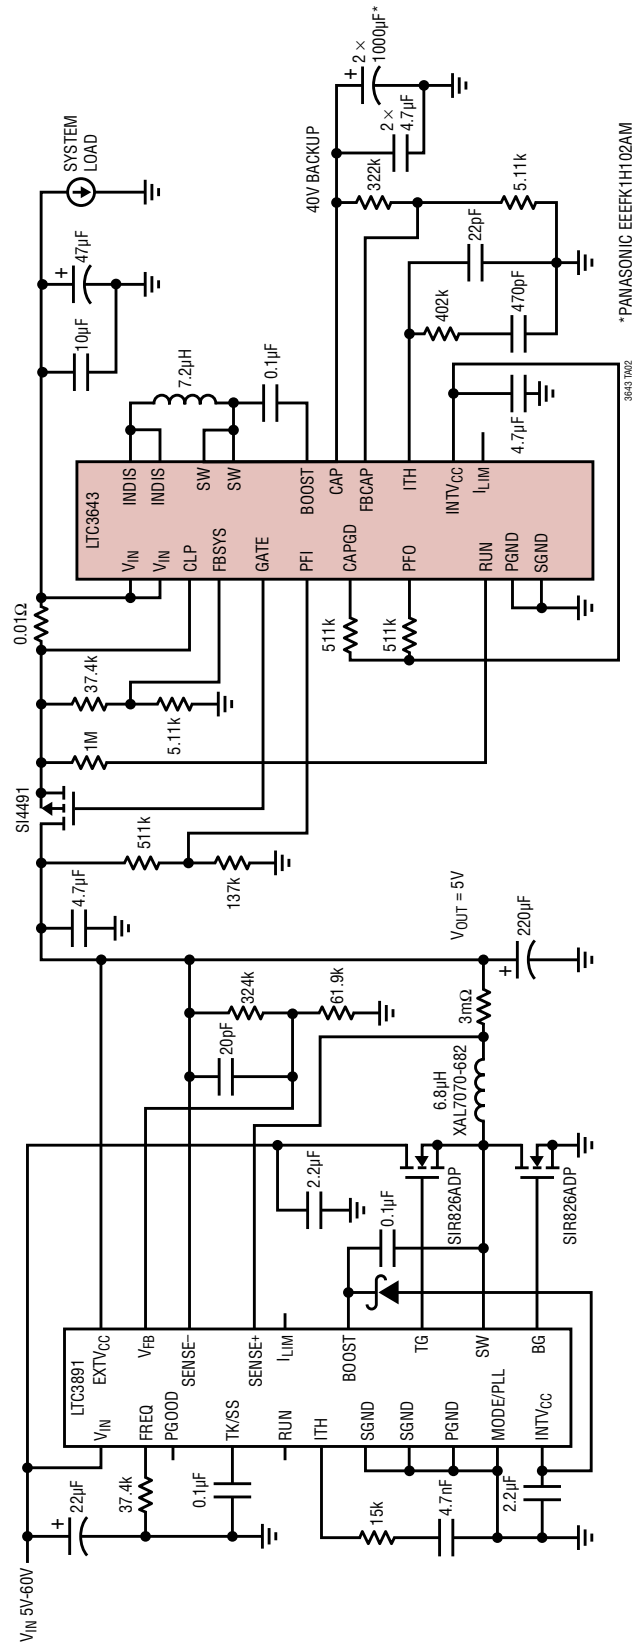 VIN 5V-60V
22µF
+
37.4k
0.1µF
15k
4.7nF
2.2µF
LTC3891
VIN
EXTVCC
FREQ
VFB
PGOOD
SENSE–
TK/SS
SENSE+
RUN
ILIM
ITH
SGND
BOOST
SGND
TG
PGND
SW
MODE/PLL
BG
INTVCC
2.2µF
0.1µF
SIR826ADP
SIR826ADP
20pF
324k
61.9k
6.8µH
XAL7070-682
3mΩ
VOUT = 5V
+
220µF
4.7µF
511k
137k
SI4491
1M
37.4k
5.11k
0.01Ω
511k
511k
LTC3643
VIN
INDIS
VIN
INDIS
CLP
SW
FBSYS
SW
GATE
BOOST
PFI
CAP
CAPGD
FBCAP
PFO
ITH
INTVCC
RUN
ILIM
PGND
SGND
10µF
+
47µF
SYSTEM
LOAD
7.2µH
0.1µF
40V BACKUP
322k
5.11k
2 ×
4.7µF
+
2 ×
1000µF*
22pF
402k
470pF
4.7µF
3643 TA02
*PANASONIC EEEFK1H102AM